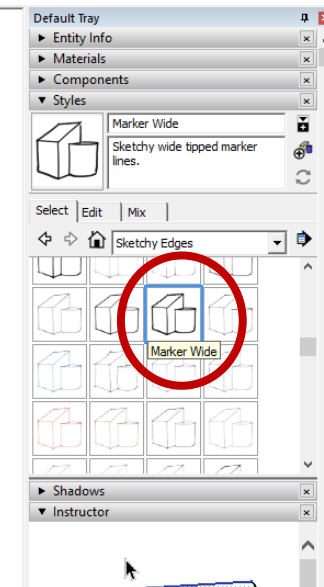 Default Tray
Entity Info
Materials
Components
Styles
Marker Wide
Sketchy wide tipped marker
lines.
Select
Edit
Mix
Sketchy Edges
Marker Wide
Shadows
Instructor